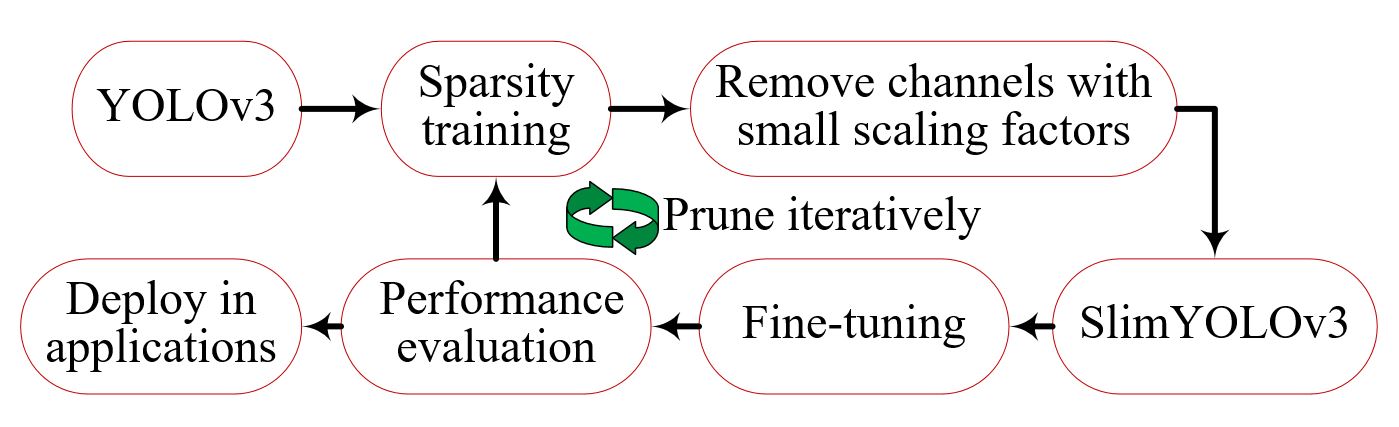 YOLOv3
Sparsity
training
Remove channels with
small scaling factors
Prune iteratively
Deploy in
applications
Performance
evaluation
Fine-tuning
SlimYOLOv3